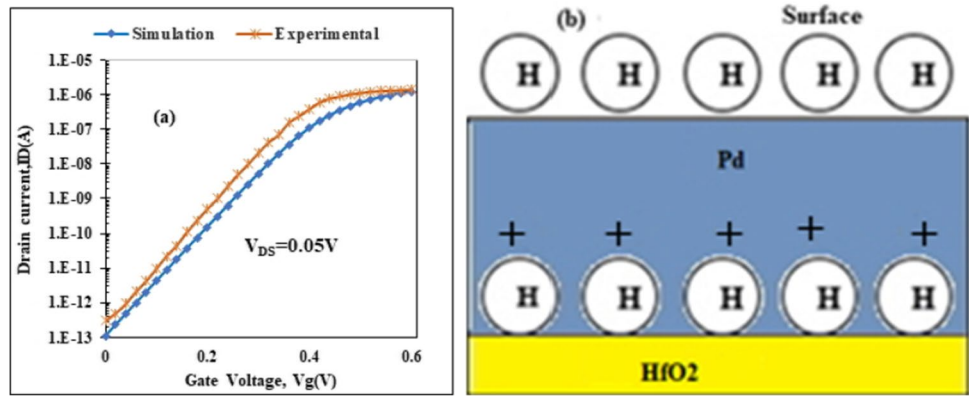 Simulation Experimental
1.E-05
1.E-06
1.E-07
1.E-08
1.E-09
1.E-10
1.E-11
1.E-12
1.E-13
Drain current,ID(A)
(a)
V_DS=0.05V
0 0.2 0.4 0.6
Gate Voltage, Vg(V)
(b) Surface
H H H H H
Pd
+ + + + +
H H H H H
HfO2